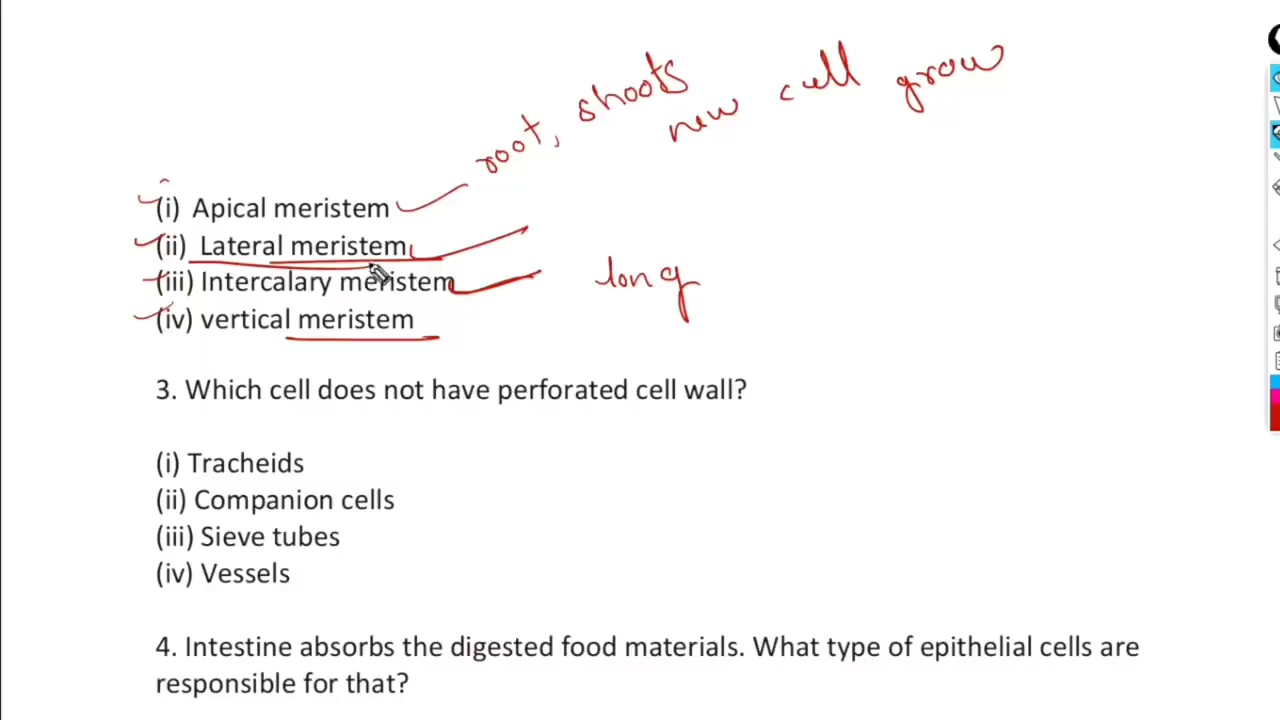 root, shoots
new cell grow
(i) Apical meristem
(ii) Lateral meristem
(iii) Intercalary meristem
long
(iv) vertical meristem
3. Which cell does not have perforated cell wall?
(i) Tracheids
(ii) Companion cells
(iii) Sieve tubes
(iv) Vessels
4. Intestine absorbs the digested food materials. What type of epithelial cells are
responsible for that?